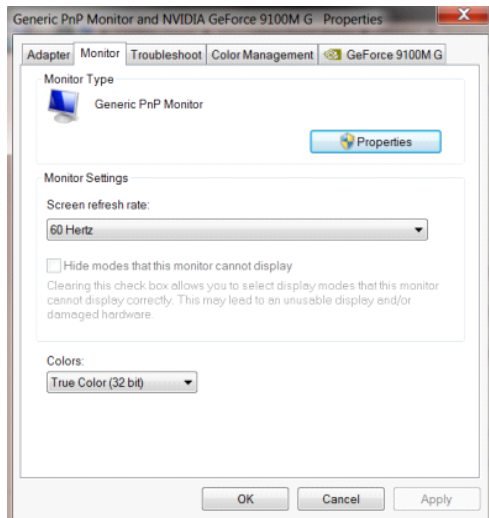 Generic PnP Monitor and NVIDIA GeForce 9100M G Properties
X
Adapter Monitor Troubleshoot Color Management GeForce 9100M G
Monitor Type
Generic PnP Monitor
Properties
Monitor Settings
Screen refresh rate:
60 Hertz
Hide modes that this monitor cannot display
Clearing this check box allows you to select display modes that this monitor
cannot display correctly. This may lead to an unusable display and/or
damaged hardware.
Colors:
True Color (32 bit)
OK Cancel Apply